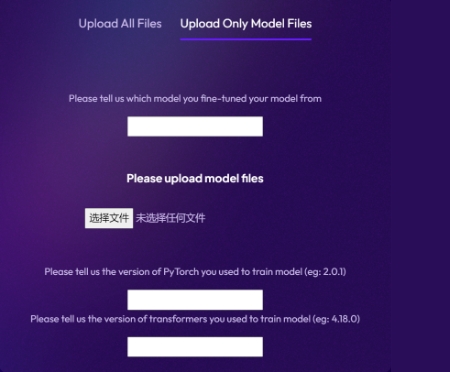 Upload All Files Upload Only Model Files
Please tell us which model you fine-tuned your model from
Please upload model files
选择文件 未选择任何文件
Please tell us the version of PyTorch you used to train model (eg: 2.0.1)
Please tell us the version of transformers you used to train model (eg: 4.18.0)